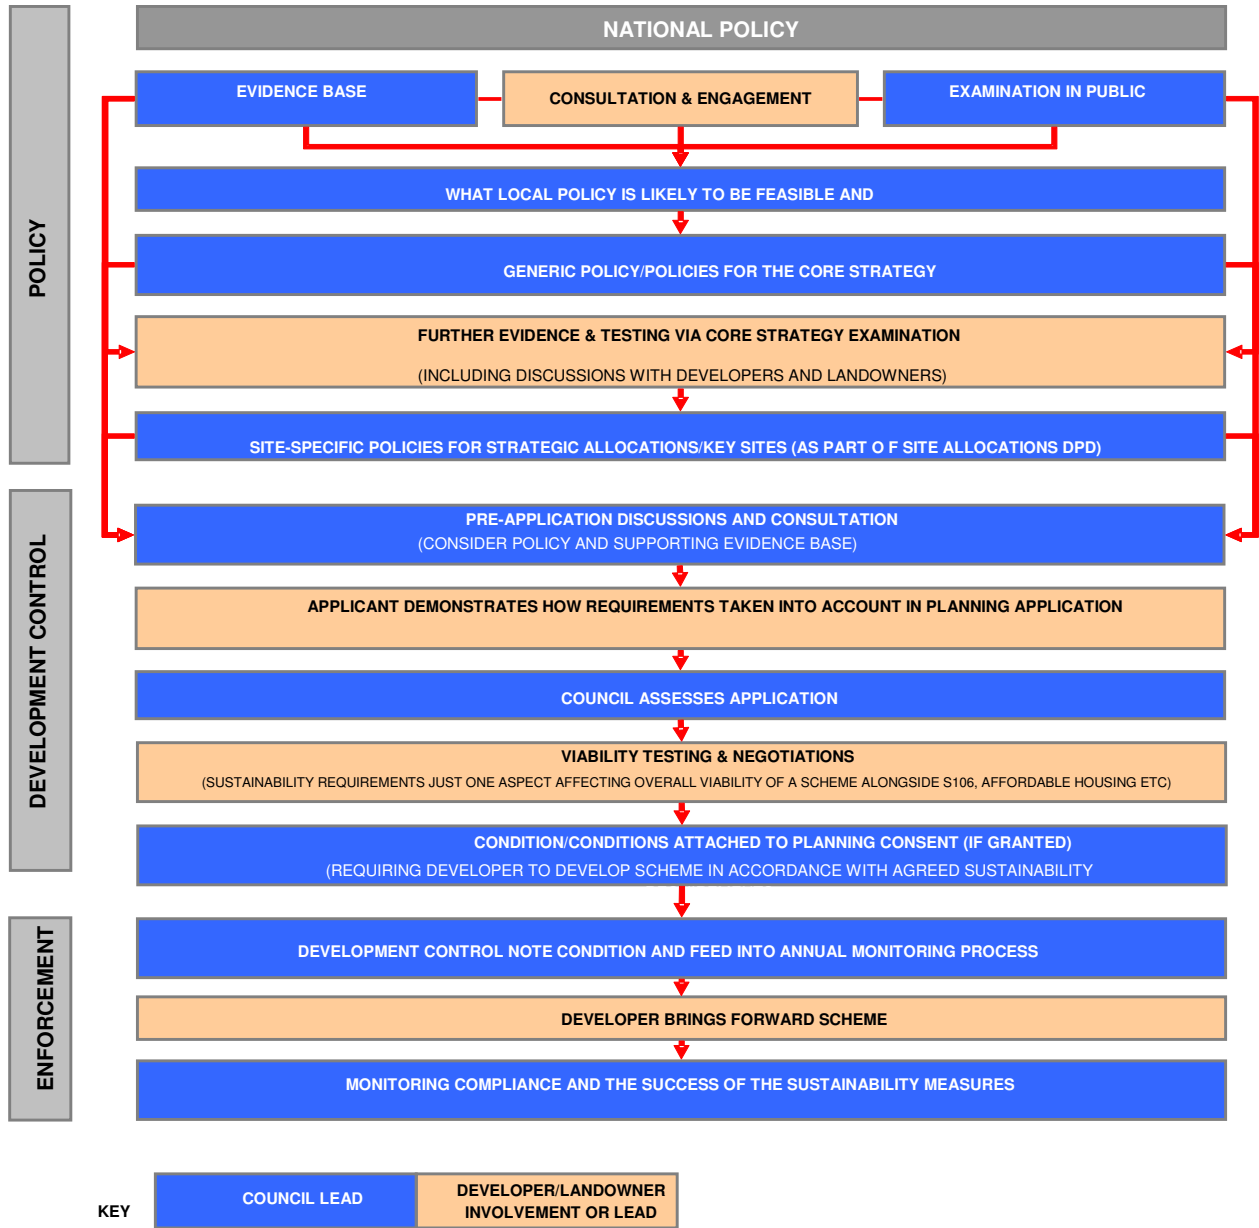 NATIONAL POLICY
POLICY
EVIDENCE BASE
CONSULTATION & ENGAGEMENT
EXAMINATION IN PUBLIC
WHAT LOCAL POLICY IS LIKELY TO BE FEASIBLE AND
GENERIC POLICY/POLICIES FOR THE CORE STRATEGY
FURTHER EVIDENCE & TESTING VIA CORE STRATEGY EXAMINATION
(INCLUDING DISCUSSIONS WITH DEVELOPERS AND LANDOWNERS)
SITE-SPECIFIC POLICIES FOR STRATEGIC ALLOCATIONS/KEY SITES (AS PART O F SITE ALLOCATIONS DPD)
DEVELOPMENT CONTROL
PRE-APPLICATION DISCUSSIONS AND CONSULTATION
(CONSIDER POLICY AND SUPPORTING EVIDENCE BASE)
APPLICANT DEMONSTRATES HOW REQUIREMENTS TAKEN INTO ACCOUNT IN PLANNING APPLICATION
COUNCIL ASSESSES APPLICATION
VIABILITY TESTING & NEGOTIATIONS
(SUSTAINABILITY REQUIREMENTS JUST ONE ASPECT AFFECTING OVERALL VIABILITY OF A SCHEME ALONGSIDE S106, AFFORDABLE HOUSING ETC)
CONDITION/CONDITIONS ATTACHED TO PLANNING CONSENT (IF GRANTED)
(REQUIRING DEVELOPER TO DEVELOP SCHEME IN ACCORDANCE WITH AGREED SUSTAINABILITY
ENFORCEMENT
DEVELOPMENT CONTROL NOTE CONDITION AND FEED INTO ANNUAL MONITORING PROCESS
DEVELOPER BRINGS FORWARD SCHEME
MONITORING COMPLIANCE AND THE SUCCESS OF THE SUSTAINABILITY MEASURES
KEY
COUNCIL LEAD
DEVELOPER/LANDOWNER
INVOLVEMENT OR LEAD